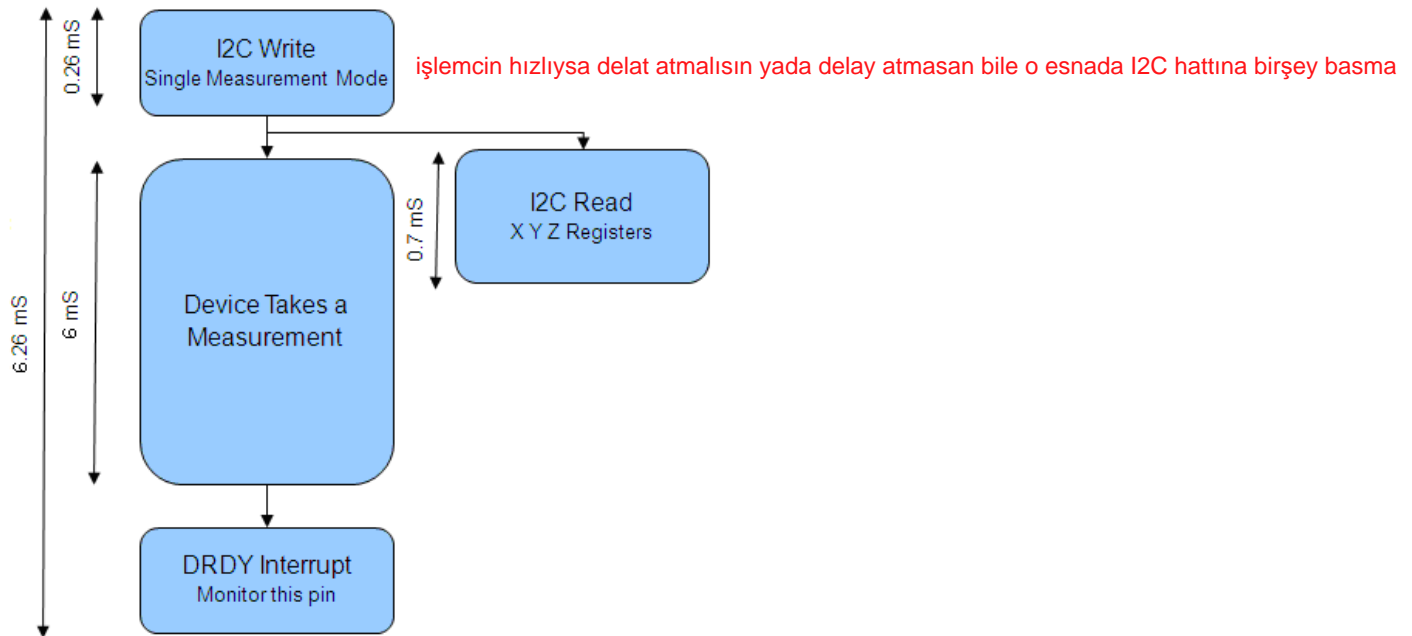 0.26 mS
I2C Write
Single Measurement Mode
işlemcin hızlıysa delat atmalısın yada delay atmasan bile o esnada I2C hattına birşey basma
6.26 mS
6 mS
Device Takes a
Measurement
0.7 mS
I2C Read
X Y Z Registers
DRDY Interrupt
Monitor this pin